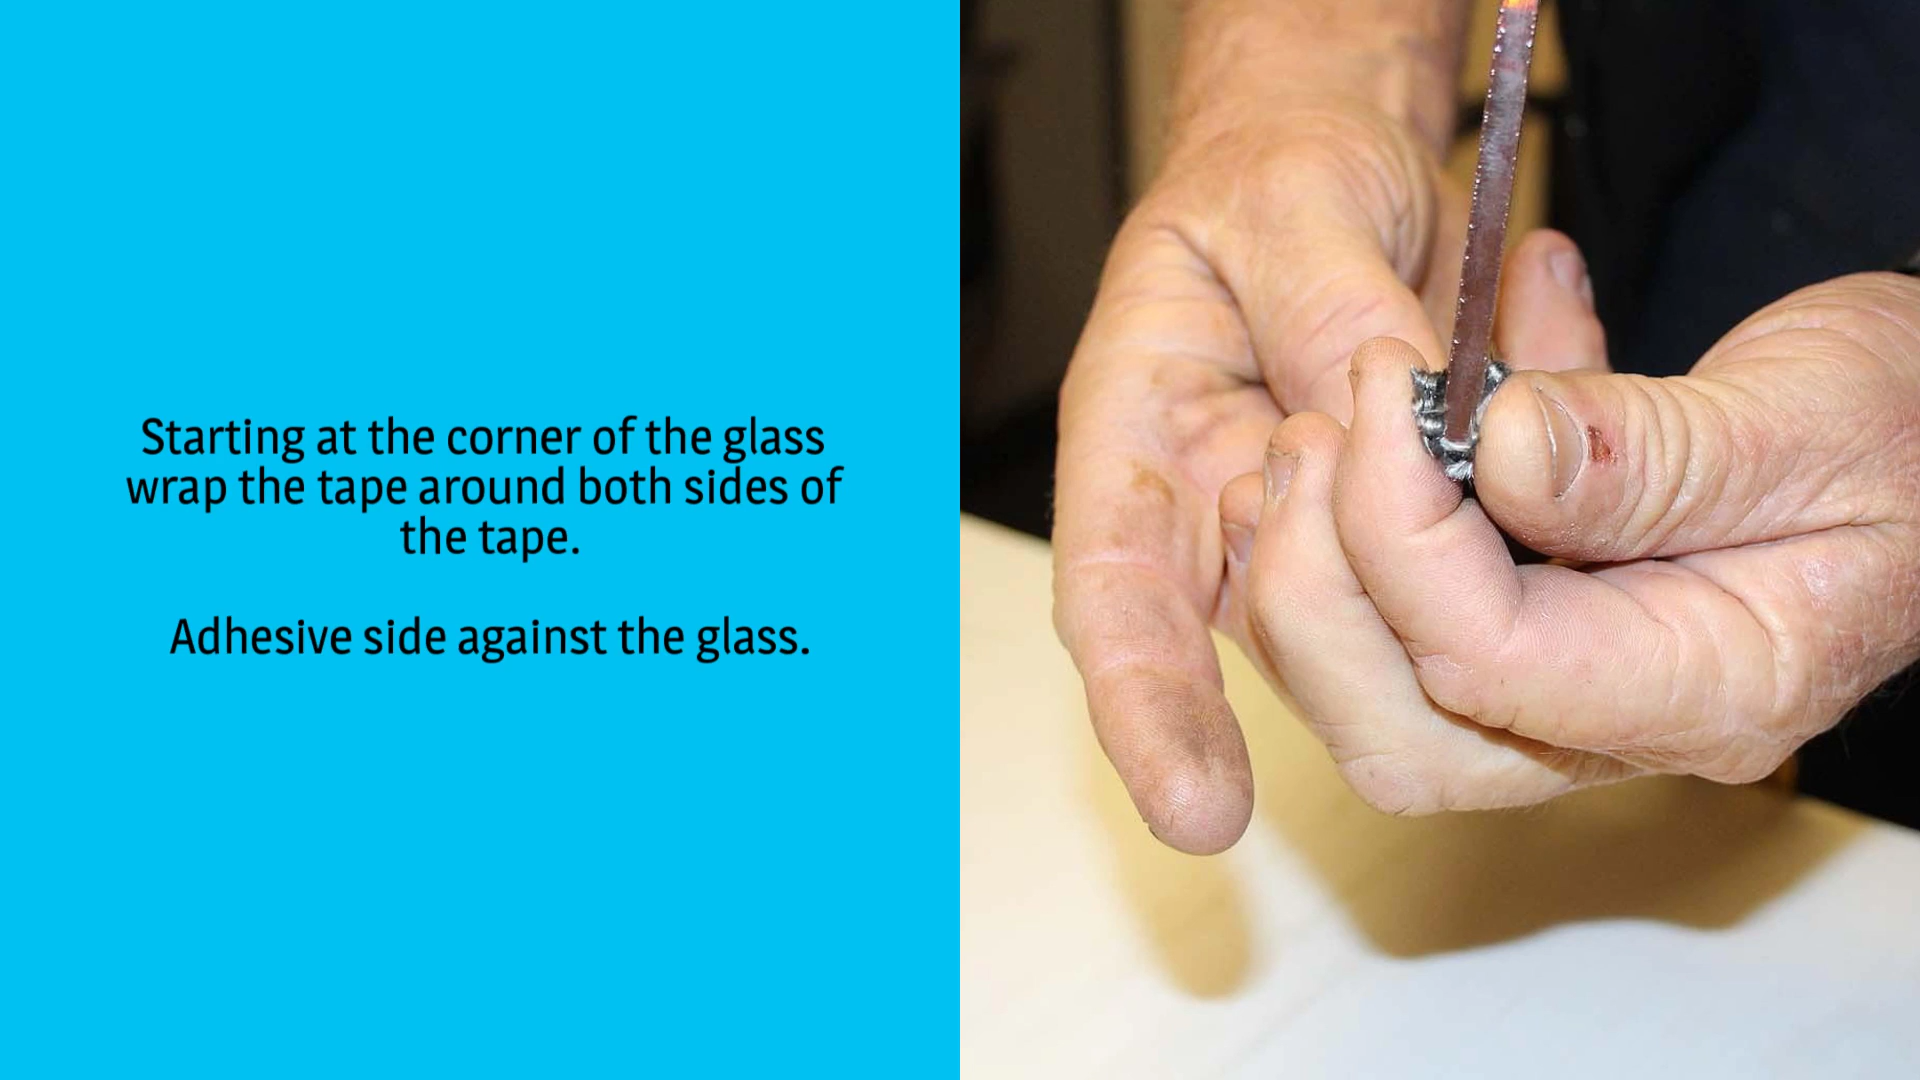 Starting at the corner of the glass
wrap the tape around both sides of
the tape.
Adhesive side against the glass.